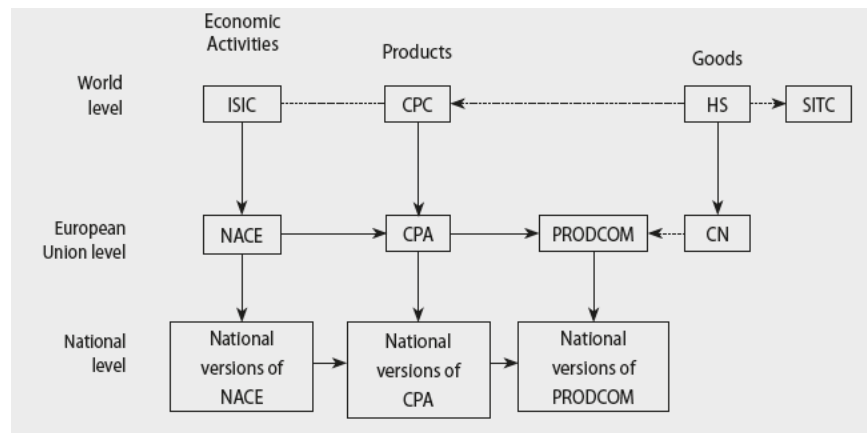 Economic
Activities
Products
Goods
World
level
ISIC
CPC
HS
SITC
European
Union level
NACE
CPA
PRODCOM
CN
National
level
National
versions of
NACE
National
versions of
CPA
National
versions of
PRODCOM